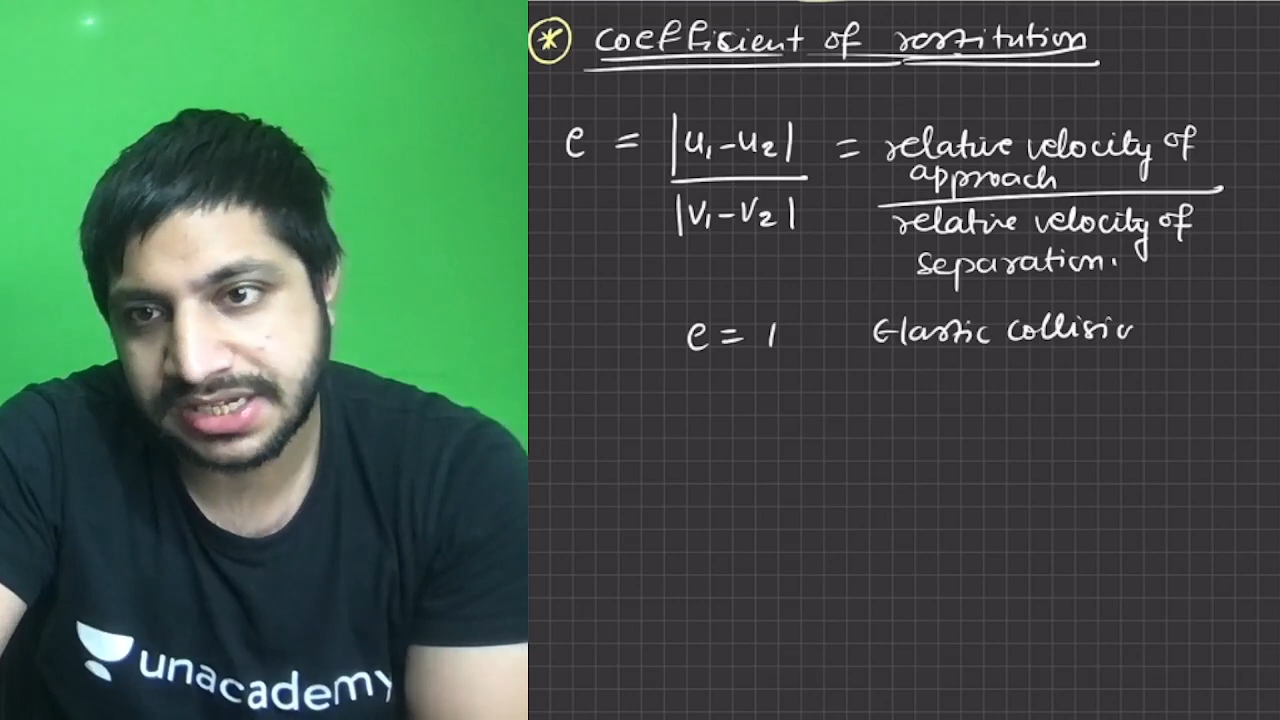 * coefficient of restitution
e = |u₁-u₂| / |v₁-v₂| = relative velocity of approach / relative velocity of separation.
e = 1 Elastic collisio
unacademy